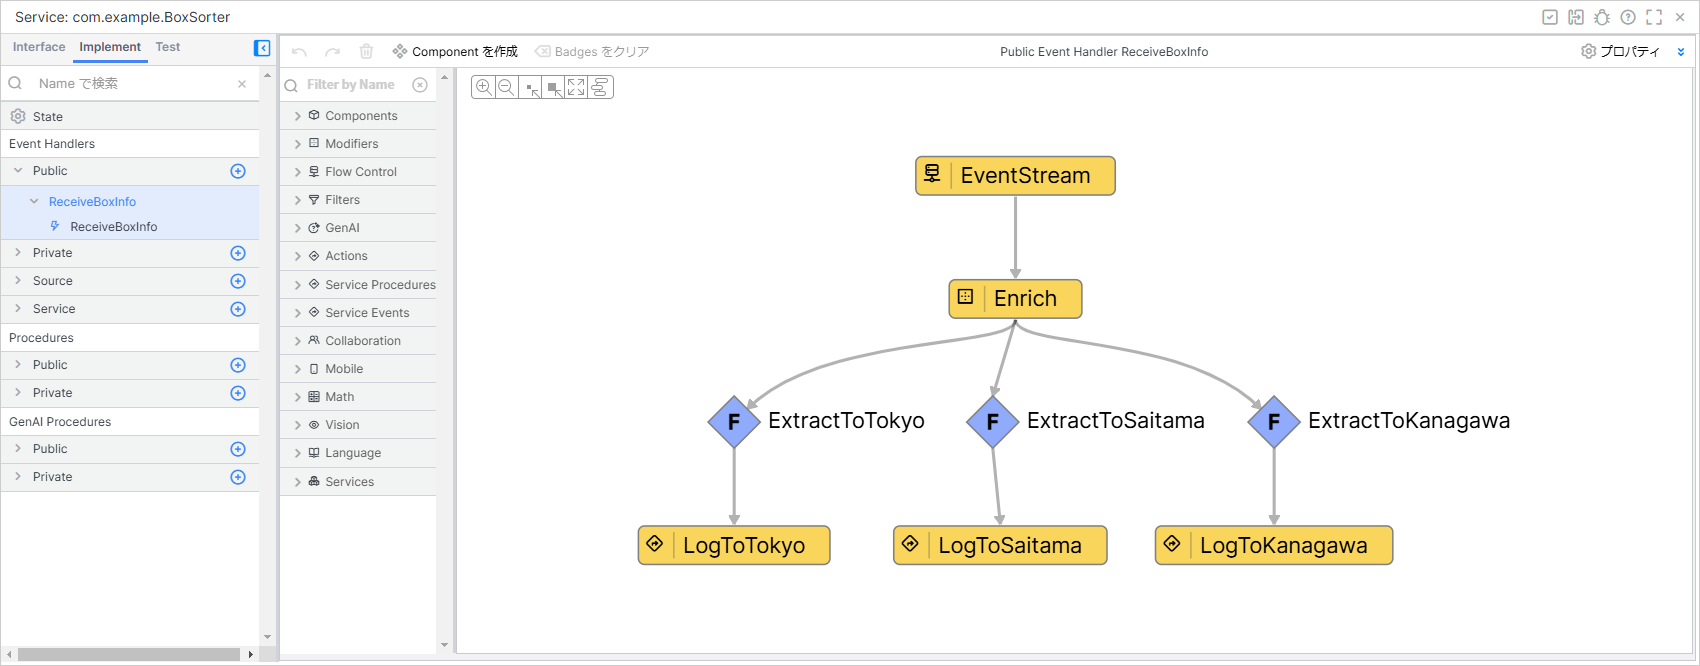 Service: com.example.BoxSorter
Interface Implement Test
Name で検索
State
Event Handlers
Public
ReceiveBoxInfo
ReceiveBoxInfo
Private
Source
Service
Procedures
Public
Private
GenAI Procedures
Public
Private
Component を作成 Badges をクリア Public Event Handler ReceiveBoxInfo プロパティ
Filter by Name
Components
Modifiers
Flow Control
Filters
GenAI
Actions
Service Procedures
Service Events
Collaboration
Mobile
Math
Vision
Language
Services
EventStream
Enrich
F ExtractToTokyo F ExtractToSaitama F ExtractToKanagawa
LogToTokyo LogToSaitama LogToKanagawa